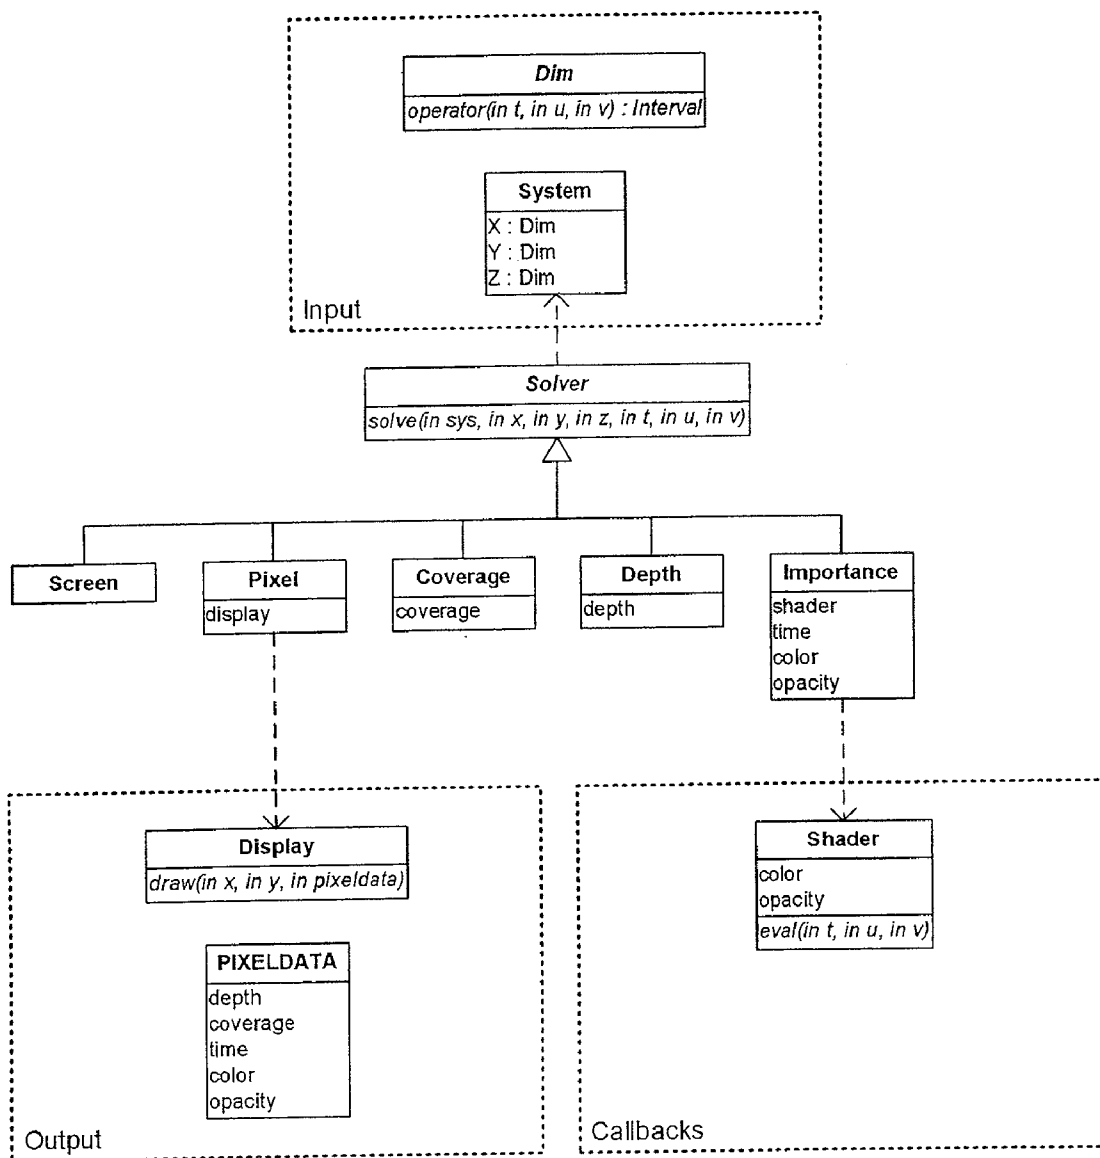 Dim
operator(in t, in u, in v) : Interval
System
X : Dim
Y : Dim
Z : Dim
Input
Solver
solve(in sys, in x, in y, in z, in t, in u, in v)
Screen
Pixel
display
Coverage
coverage
Depth
depth
Importance
shader
time
color
opacity
Display
draw(in x, in y, in pixeldata)
PIXELDATA
depth
coverage
time
color
opacity
Output
Shader
color
opacity
eval(in t, in u, in v)
Callbacks